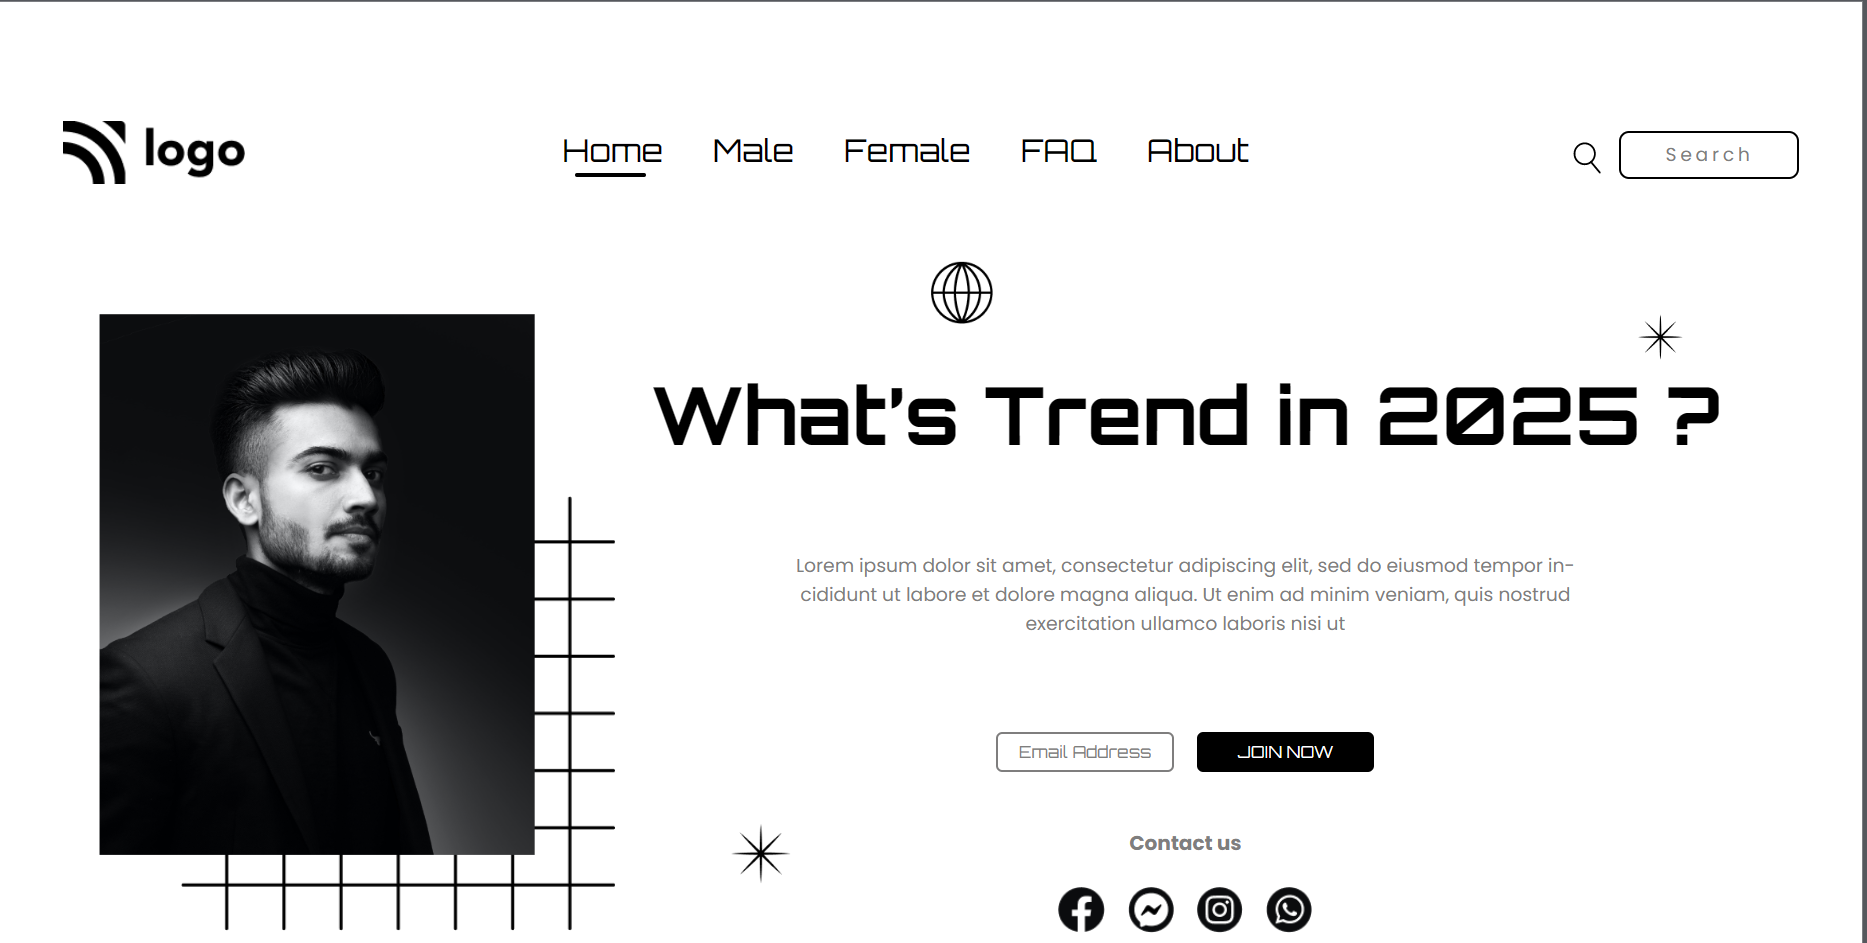 logo
Home Male Female FAQ About
Search
What's Trend in 2025 ?
Lorem ipsum dolor sit amet, consectetur adipiscing elit, sed do eiusmod tempor in-
cididunt ut labore et dolore magna aliqua. Ut enim ad minim veniam, quis nostrud
exercitation ullamco laboris nisi ut
Email Address
JOIN NOW
Contact us